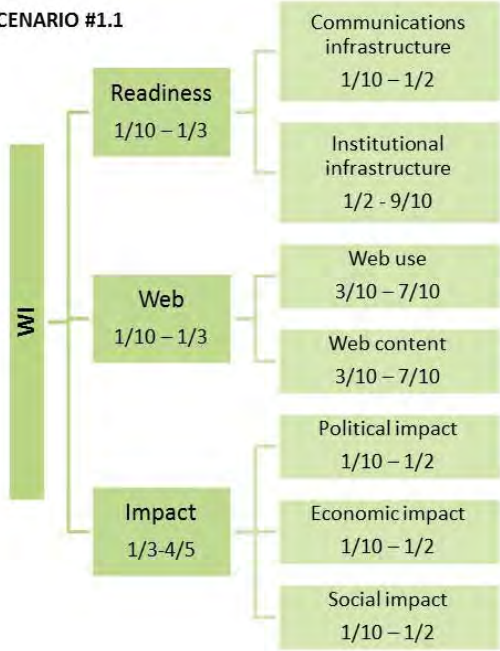 CENARIO #1.1
WI
Readiness
1/10 – 1/3
Communications
infrastructure
1/10 – 1/2
Institutional
infrastructure
1/2 - 9/10
Web
1/10 – 1/3
Web use
3/10 – 7/10
Web content
3/10 – 7/10
Impact
1/3-4/5
Political impact
1/10 – 1/2
Economic impact
1/10 – 1/2
Social impact
1/10 – 1/2